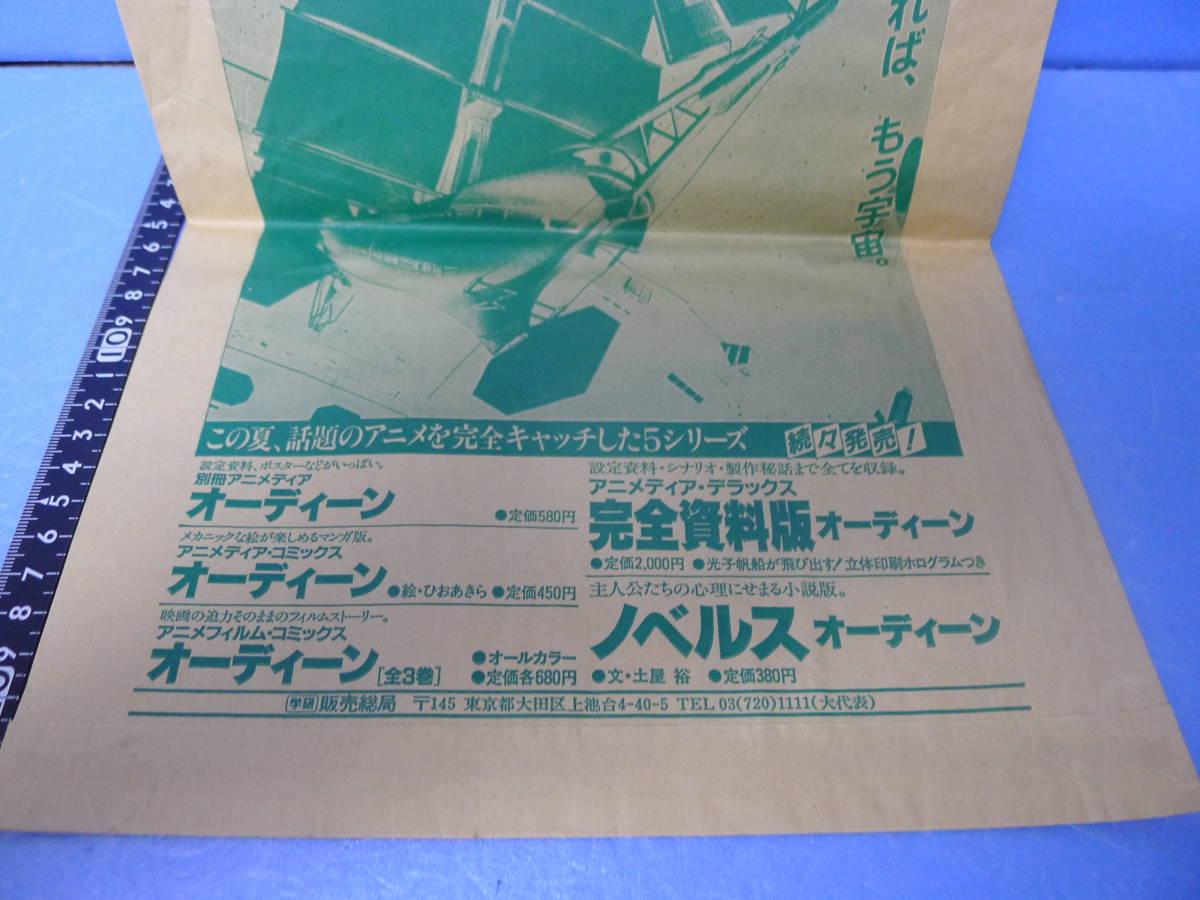 れば、もう宇宙。
この夏、話題のアニメを完全キャッチした5シリーズ 続々発売!
設定資料、ポスターなどがいっぱい。
別冊アニメディア
オーディーン
●定価580円
メカニックな絵が楽しめるマンガ版。
アニメディア・コミックス
オーディーン ●絵・ひおあきら ●定価450円
映画の迫力そのままのフィルムストーリー。
アニメフィルム・コミックス
オーディーン[全3巻]
●オールカラー
●定価各680円
設定資料・シナリオ・製作秘話まで全てを収録。
アニメディア・デラックス
完全資料版 オーディーン
●定価2,000円 ●光子帆船が飛び出す!立体印刷ホログラムつき
主人公たちの心理にせまる小説版。
ノベルス オーディーン
●文・土屋 裕 ●定価380円
学研 販売総局 〒145 東京都大田区上池台4-40-5 TEL 03(720)1111(大代表)
5
6
7
8
9
10
1
2
3
4
5
6
7
8
9